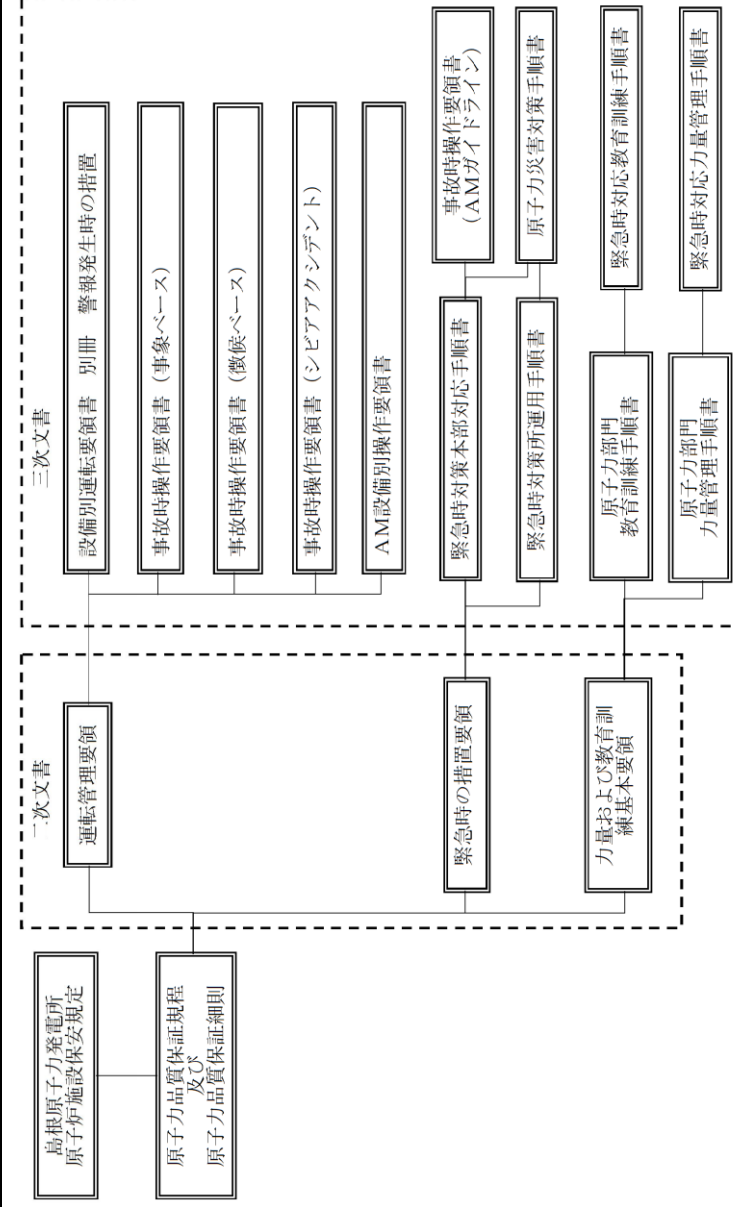 島根原子力発電所
原子炉施設保安規定
原子力品質保証規程
及び
原子力品質保証細則
二次文書
運転管理要領
緊急時の措置要領
力量および教育訓
練基本要領
三次文書
設備別運転要領書 別冊 警報発生時の措置
事故時操作要領書（事象ベース）
事故時操作要領書（徴候ベース）
事故時操作要領書（シビアアクシデント）
AM設備別操作要領書
緊急時対策本部対応手順書
緊急時対策所運用手順書
原子力部門
教育訓練手順書
原子力部門
力量管理手順書
事故時操作要領書
（AMガイドライン）
原子力災害対策手順書
緊急時対応教育訓練手順書
緊急時対応力量管理手順書